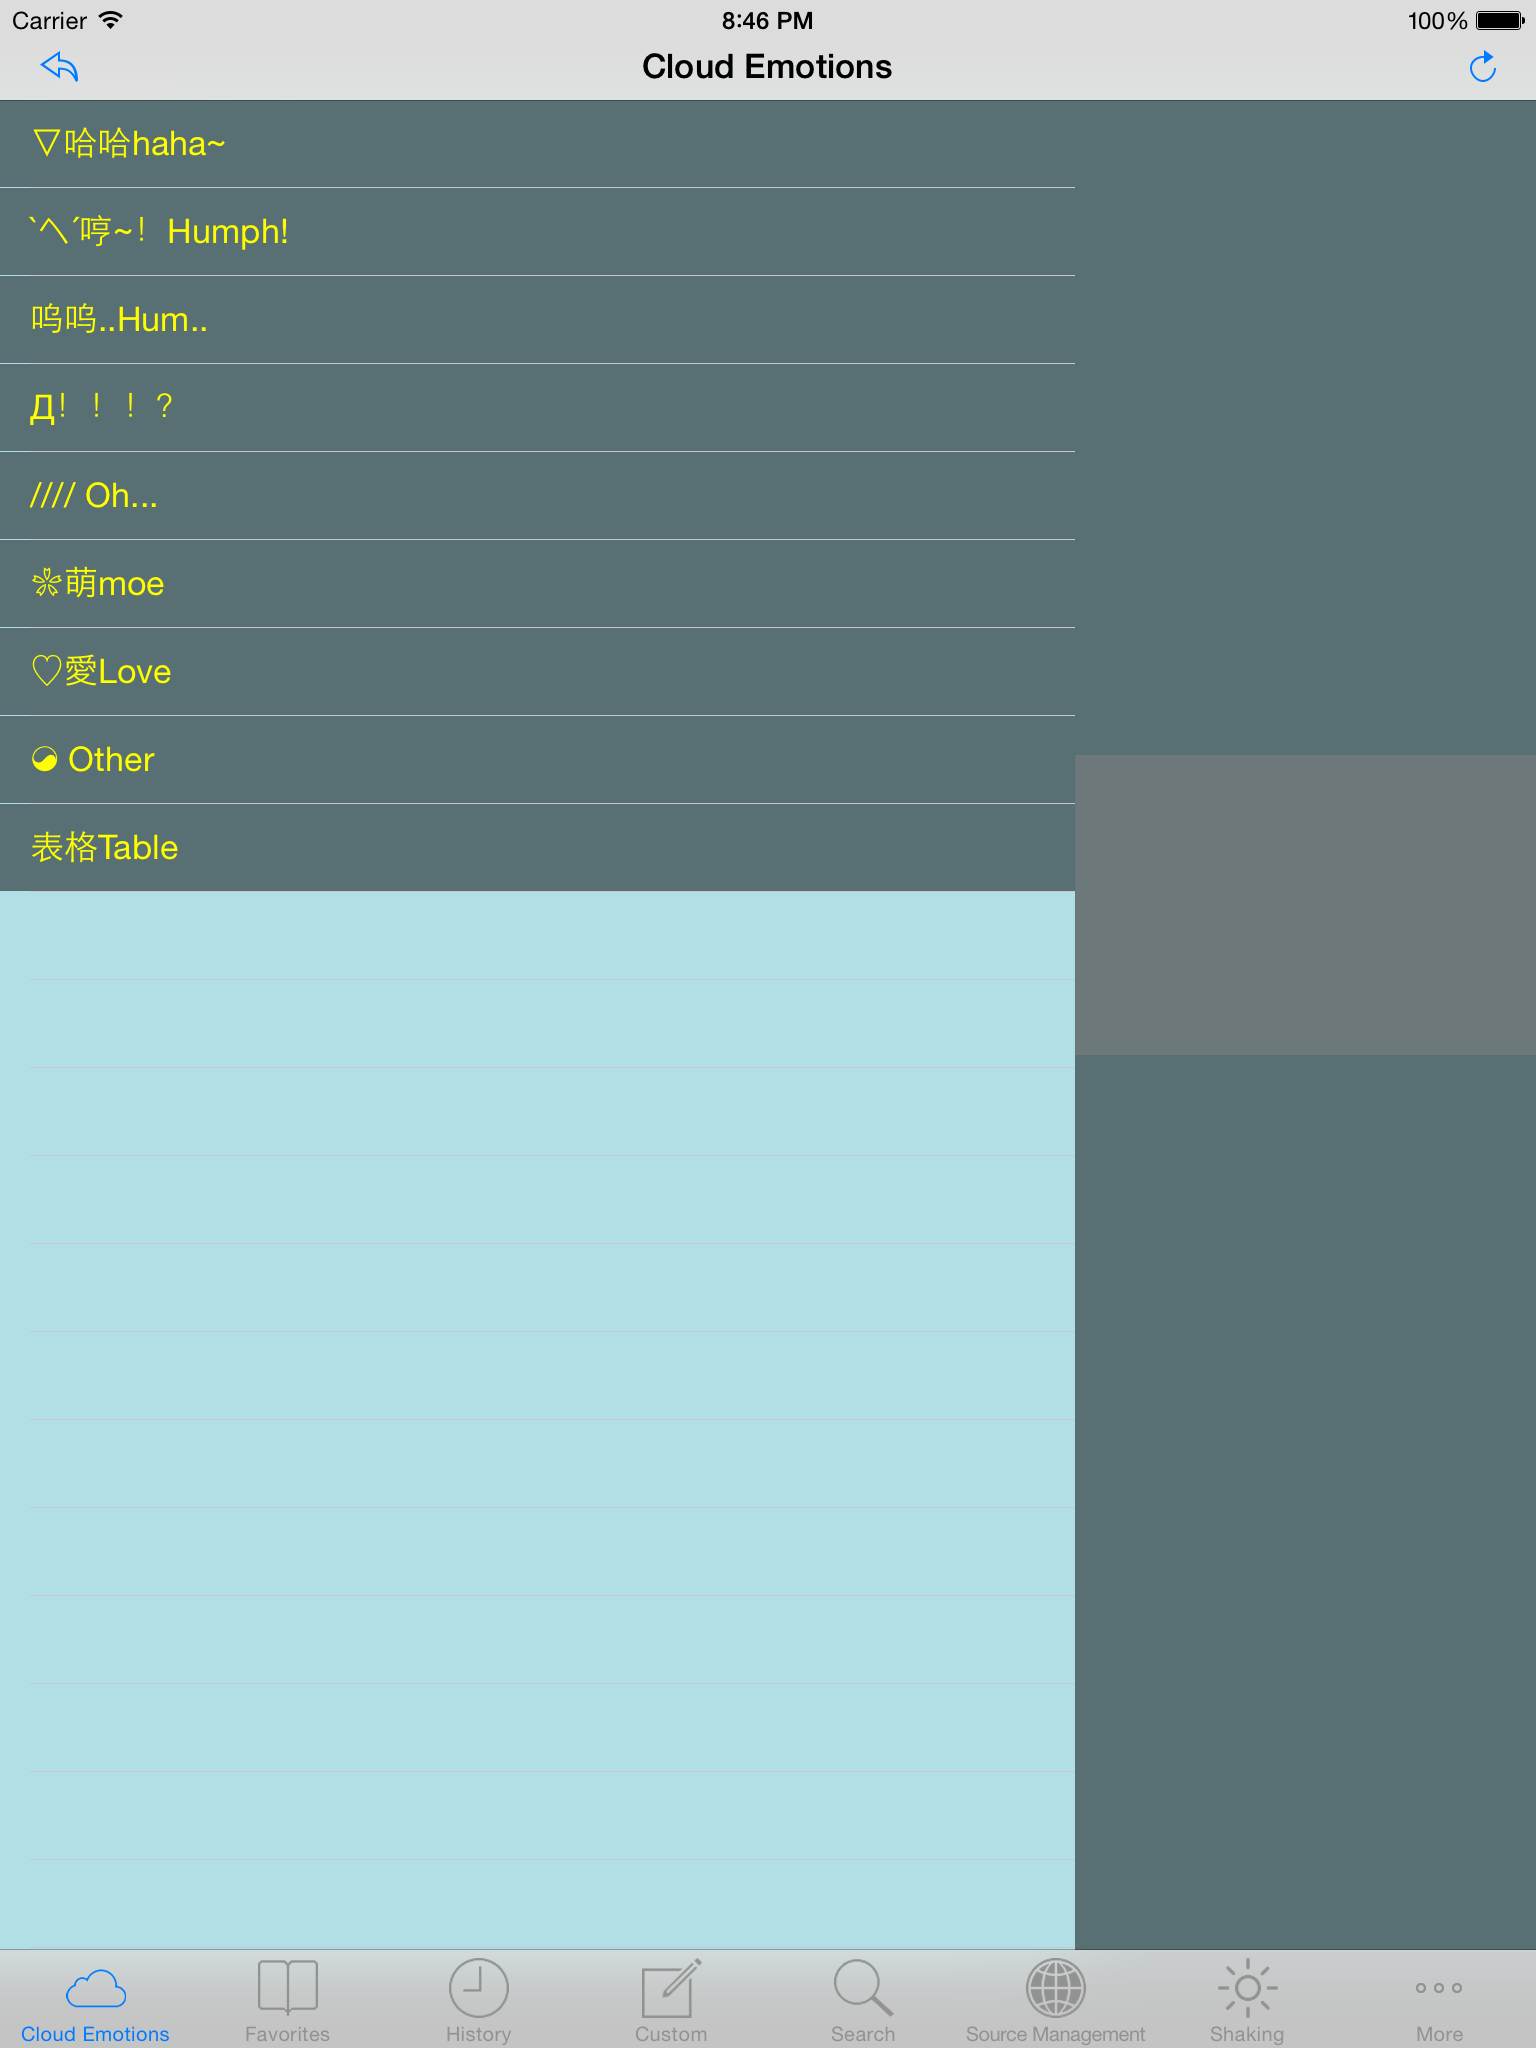 Carrier 8:46 PM 100%
Cloud Emotions
▽哈哈haha~
`ヘ´哼~！Humph!
呜呜..Hum..
Д！！！？
//// Oh...
❀萌moe
♡愛Love
◕ Other
表格Table
Cloud Emotions Favorites History Custom Search Source Management Shaking More